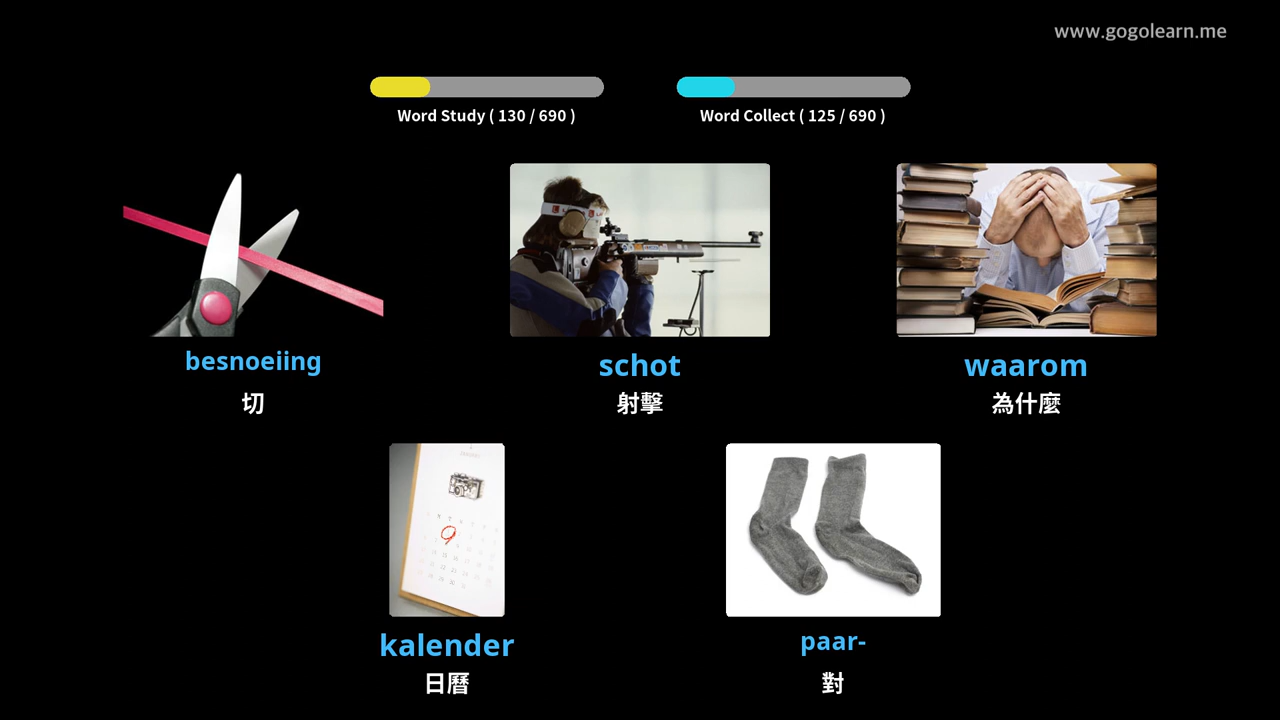 www.gogolearn.me
Word Study ( 130 / 690 )
Word Collect ( 125 / 690 )
besnoeiing
切
schot
射擊
waarom
為什麼
kalender
日曆
paar-
對